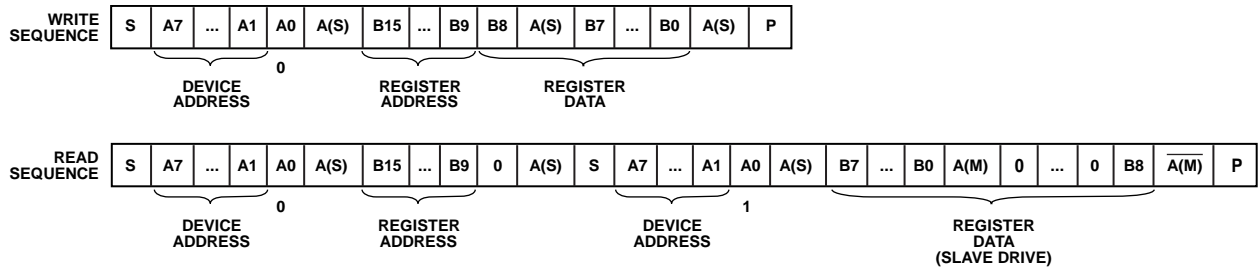 WRITE
SEQUENCE
S A7 ... A1 A0 A(S) B15 ... B9 B8 A(S) B7 ... B0 A(S) P
0
DEVICE
ADDRESS
REGISTER
ADDRESS
REGISTER
DATA
READ
SEQUENCE
S A7 ... A1 A0 A(S) B15 ... B9 0 A(S) S A7 ... A1 A0 A(S) B7 ... B0 A(M) 0 ... 0 B8 A(M) P
0
1
DEVICE
ADDRESS
REGISTER
ADDRESS
DEVICE
ADDRESS
REGISTER
DATA
(SLAVE DRIVE)